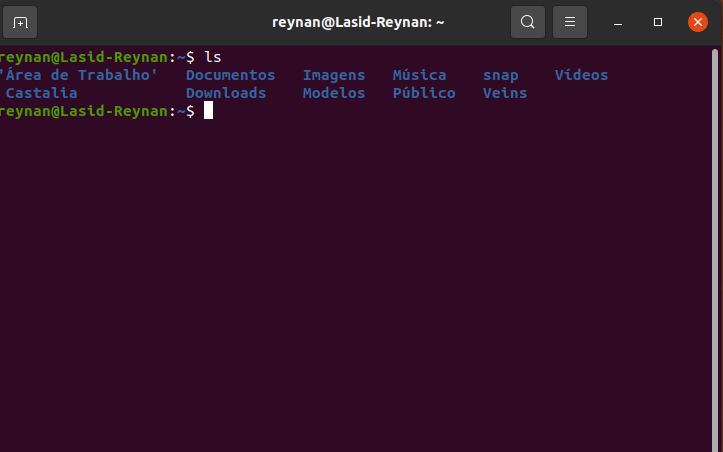 reynan@Lasid-Reynan: ~
reynan@Lasid-Reynan:~$ ls
'Área de Trabalho'   Documentos   Imagens   Música    snap    Vídeos
 Castalia            Downloads    Modelos   Público   Veins
reynan@Lasid-Reynan:~$